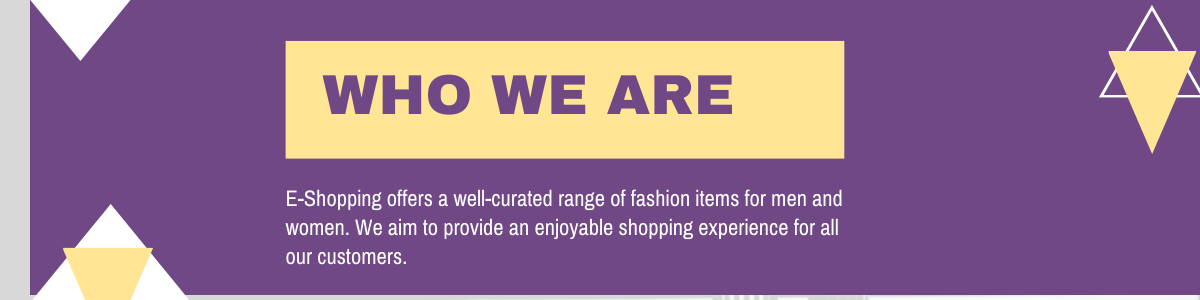 WHO WE ARE
E-Shopping offers a well-curated range of fashion items for men and
women. We aim to provide an enjoyable shopping experience for all
our customers.